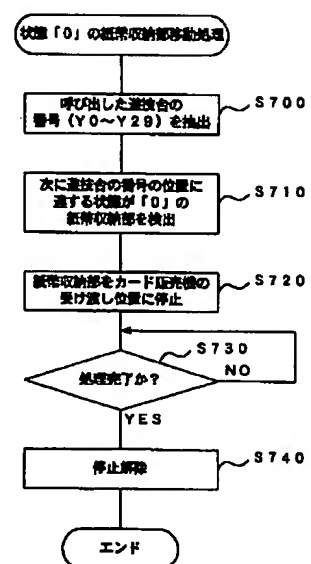 状態「0」の紙幣収納部移動処理
呼び出した遊技台の
番号(Y0～Y29)を抽出
S700
次に遊技台の番号の位置に
達する状態が「0」の
紙幣収納部を検出
S710
紙幣収納部をカード販売機の
受け渡し位置に停止
S720
S730
処理完了か?
NO
YES
停止解除
S740
エンド